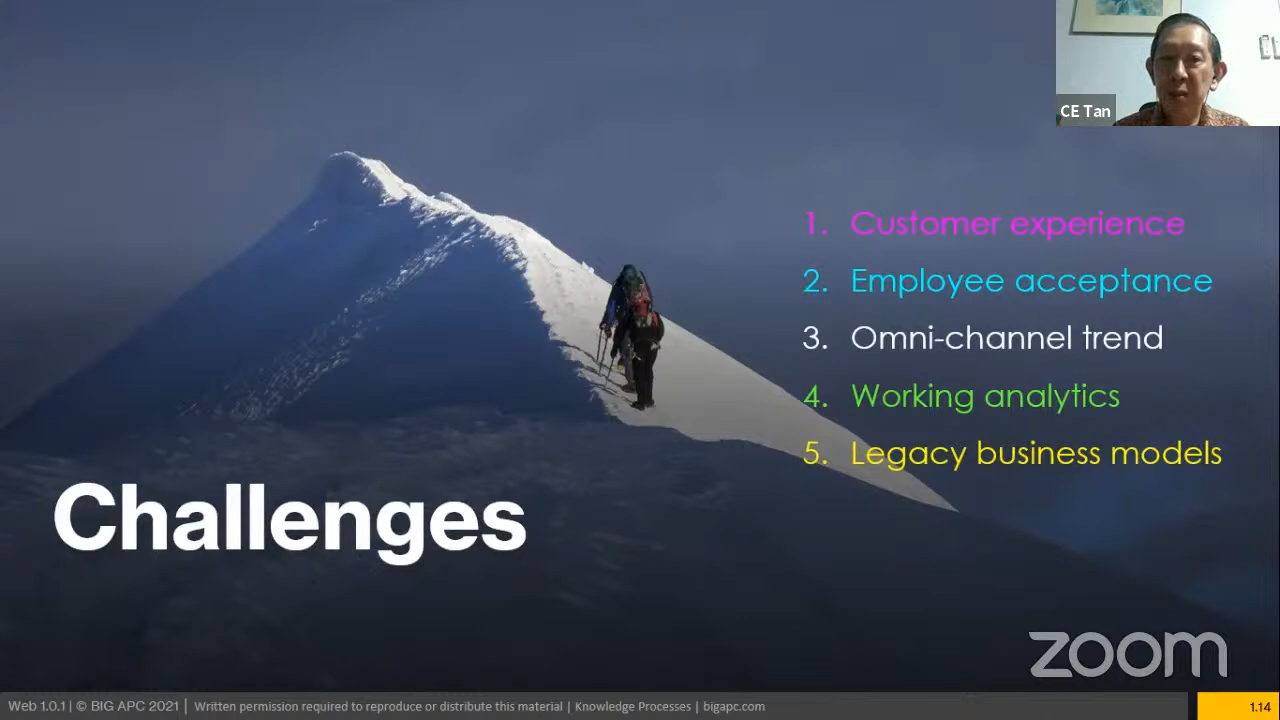 CE Tan
1. Customer experience
2. Employee acceptance
3. Omni-channel trend
4. Working analytics
5. Legacy business models
Challenges
zoom
Web 1.0.1 | © BIG APC 2021 | Written permission required to reproduce or distribute this material | Knowledge Processes | bigapc.com
1.14